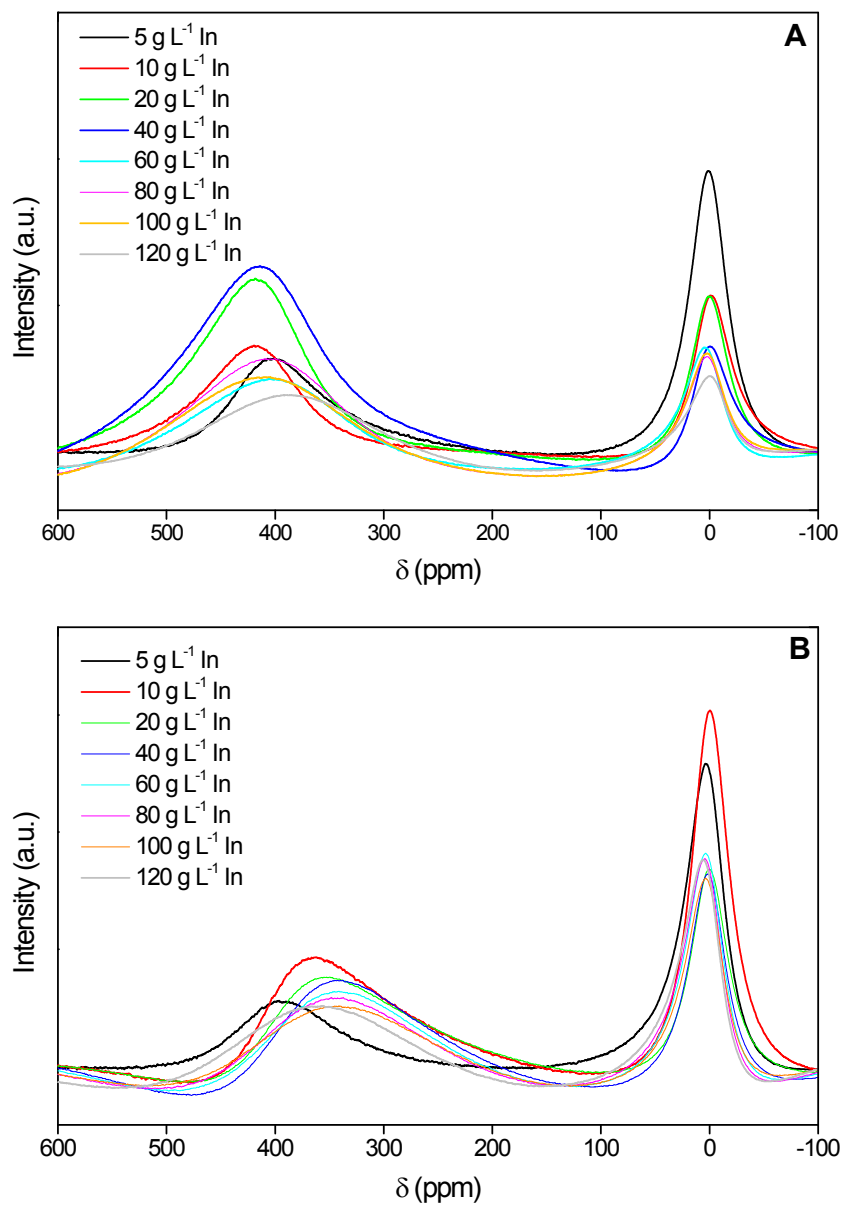 A
5 g L⁻¹ In
10 g L⁻¹ In
20 g L⁻¹ In
40 g L⁻¹ In
60 g L⁻¹ In
80 g L⁻¹ In
100 g L⁻¹ In
120 g L⁻¹ In
Intensity (a.u.)
600 500 400 300 200 100 0 -100
δ (ppm)
B
5 g L⁻¹ In
10 g L⁻¹ In
20 g L⁻¹ In
40 g L⁻¹ In
60 g L⁻¹ In
80 g L⁻¹ In
100 g L⁻¹ In
120 g L⁻¹ In
Intensity (a.u.)
600 500 400 300 200 100 0 -100
δ (ppm)